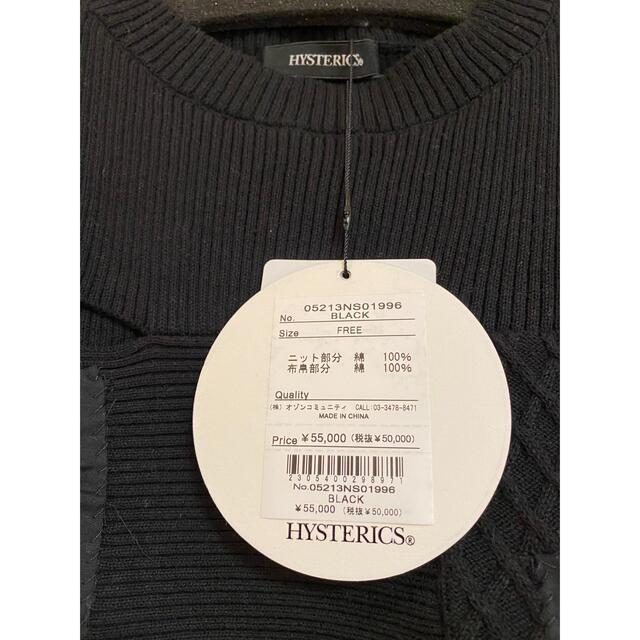 HYSTERICS®
05213NS01996
No. BLACK
Size FREE
ニット部分 綿 100%
布帛部分 綿 100%
Quality
(株) オゾンコミュニティ CALL:03-3478-8471
MADE IN CHINA
Price ¥55,000 (税抜¥50,000)
2305400298971
No.05213NS01996
BLACK
¥55,000 (税抜¥50,000)
HYSTERICS®